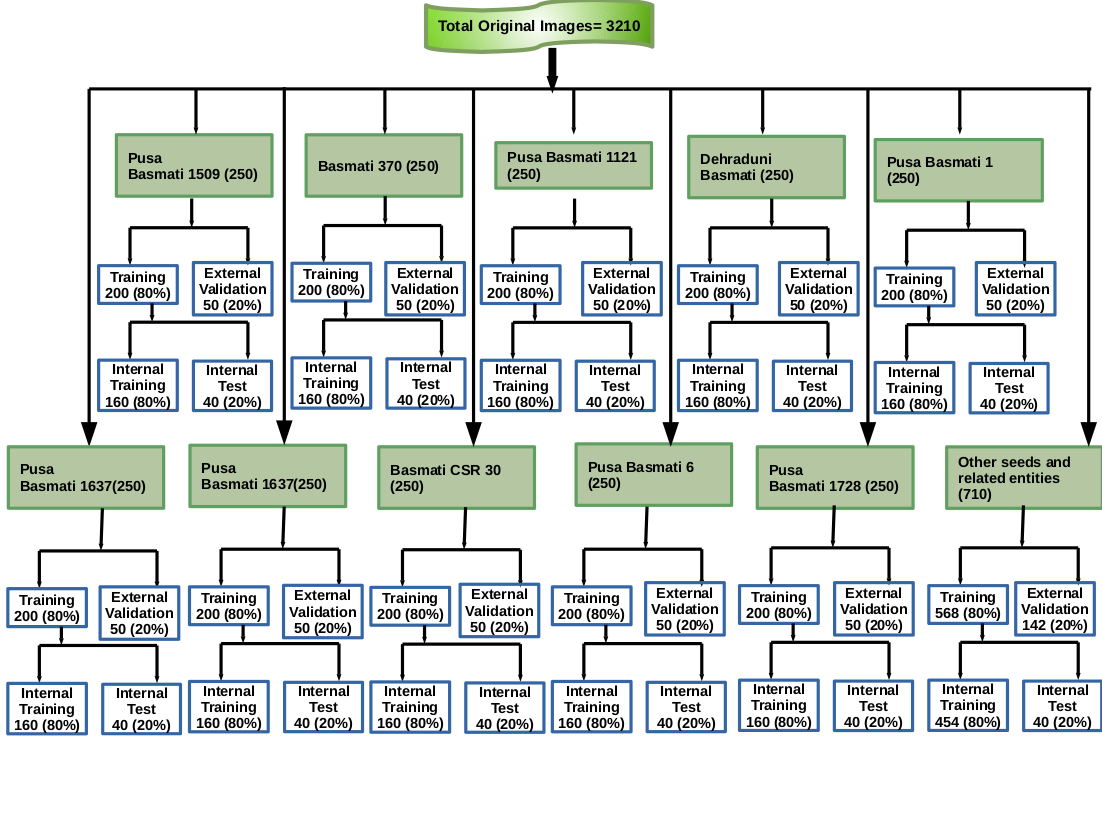 Total Original Images= 3210
Pusa
Basmati 1509 (250)
Basmati 370 (250)
Pusa Basmati 1121
(250)
Dehraduni
Basmati (250)
Pusa Basmati 1
(250)
Training
200 (80%)
External
Validation
50 (20%)
Training
200 (80%)
External
Validation
50 (20%)
Training
200 (80%)
External
Validation
50 (20%)
Training
200 (80%)
External
Validation
50 (20%)
Training
200 (80%)
External
Validation
50 (20%)
Internal
Training
160 (80%)
Internal
Test
40 (20%)
Internal
Training
160 (80%)
Internal
Test
40 (20%)
Internal
Training
160 (80%)
Internal
Test
40 (20%)
Internal
Training
160 (80%)
Internal
Test
40 (20%)
Internal
Training
160 (80%)
Internal
Test
40 (20%)
Pusa
Basmati 1637(250)
Pusa
Basmati 1637(250)
Basmati CSR 30
(250)
Pusa Basmati 6
(250)
Pusa
Basmati 1728 (250)
Other seeds and
related entities
(710)
Training
200 (80%)
External
Validation
50 (20%)
Training
200 (80%)
External
Validation
50 (20%)
Training
200 (80%)
External
Validation
50 (20%)
Training
200 (80%)
External
Validation
50 (20%)
Training
200 (80%)
External
Validation
50 (20%)
Training
568 (80%)
External
Validation
142 (20%)
Internal
Training
160 (80%)
Internal
Test
40 (20%)
Internal
Training
160 (80%)
Internal
Test
40 (20%)
Internal
Training
160 (80%)
Internal
Test
40 (20%)
Internal
Training
160 (80%)
Internal
Test
40 (20%)
Internal
Training
160 (80%)
Internal
Test
40 (20%)
Internal
Training
454 (80%)
Internal
Test
40 (20%)